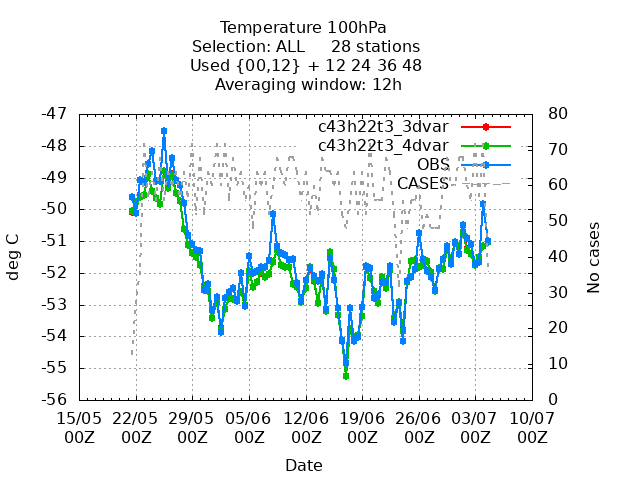 Temperature 100hPa
Selection: ALL 28 stations
Used {00,12} + 12 24 36 48
Averaging window: 12h
-47
-48
-49
-50
-51
-52
-53
-54
-55
-56
80
70
60
50
40
30
20
10
0
c43h22t3_3dvar
c43h22t3_4dvar
OBS
CASES
deg C
No cases
15/05 22/05 29/05 05/06 12/06 19/06 26/06 03/07 10/07
00Z 00Z 00Z 00Z 00Z 00Z 00Z 00Z 00Z
Date